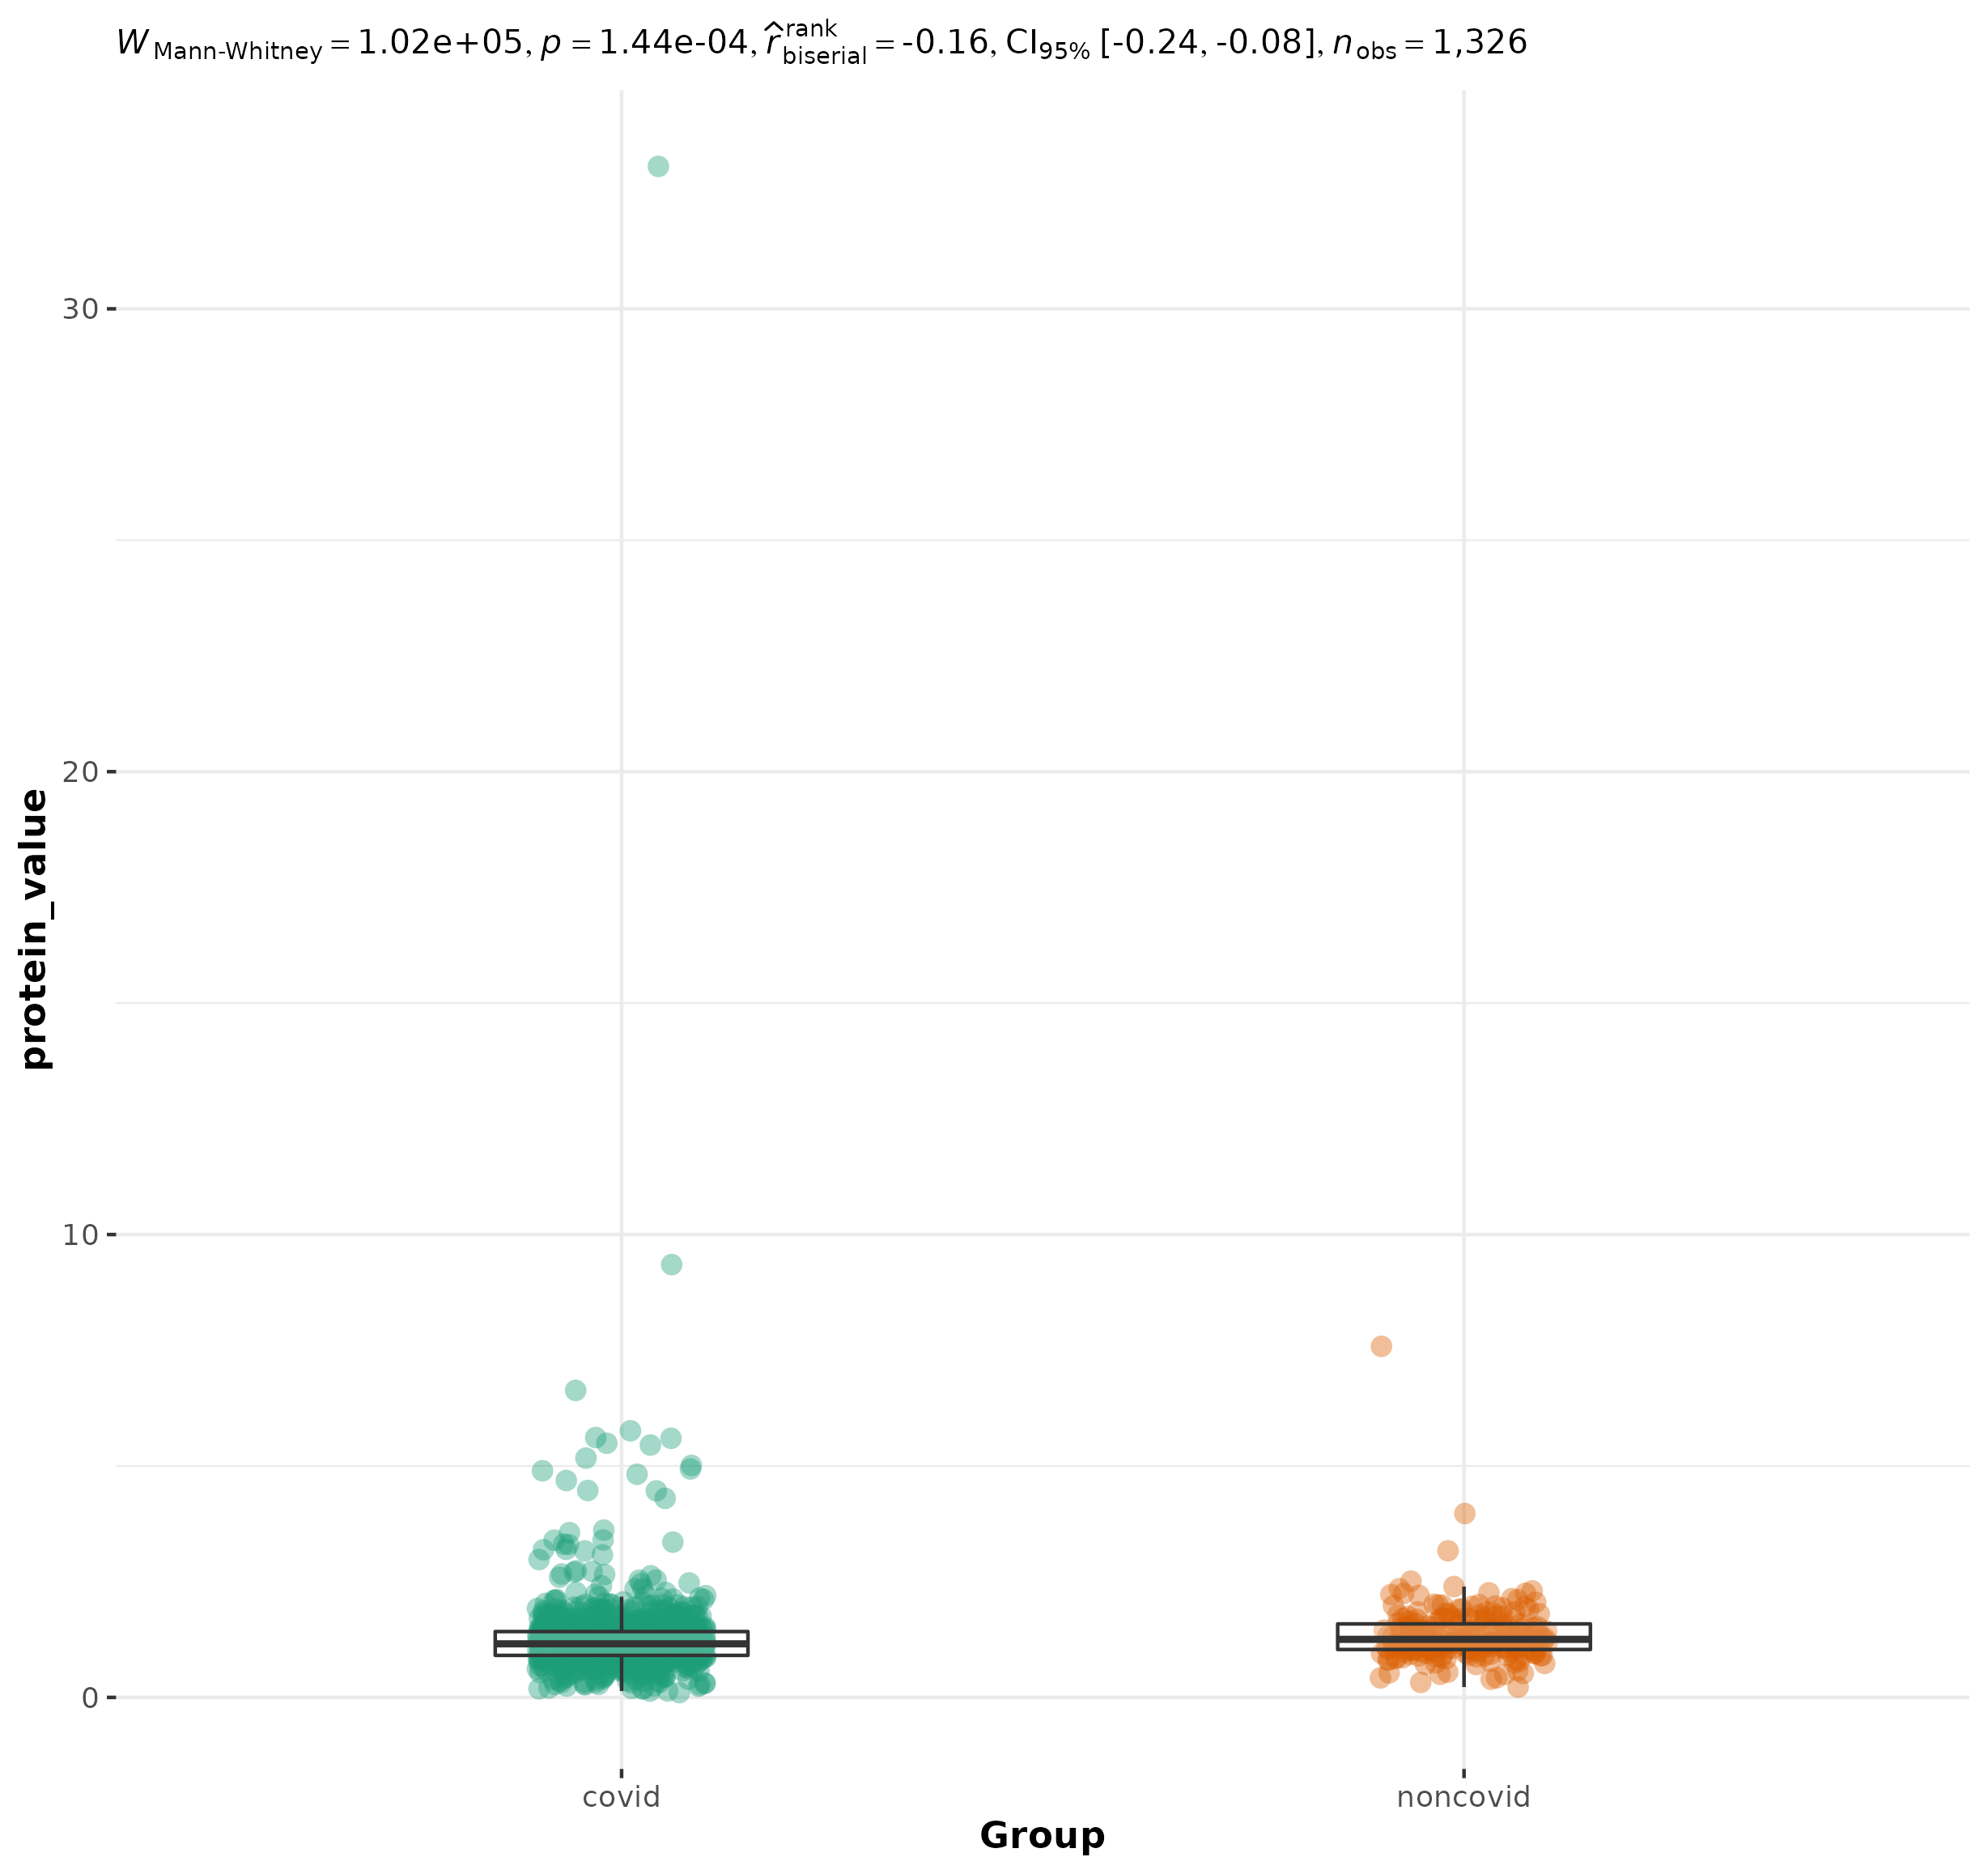 W Mann-Whitney = 1.02e+05, p = 1.44e-04, r̂ rank biserial = -0.16, CI95% [-0.24, -0.08], nobs = 1,326
30
20
10
0
protein_value
covid
noncovid
Group